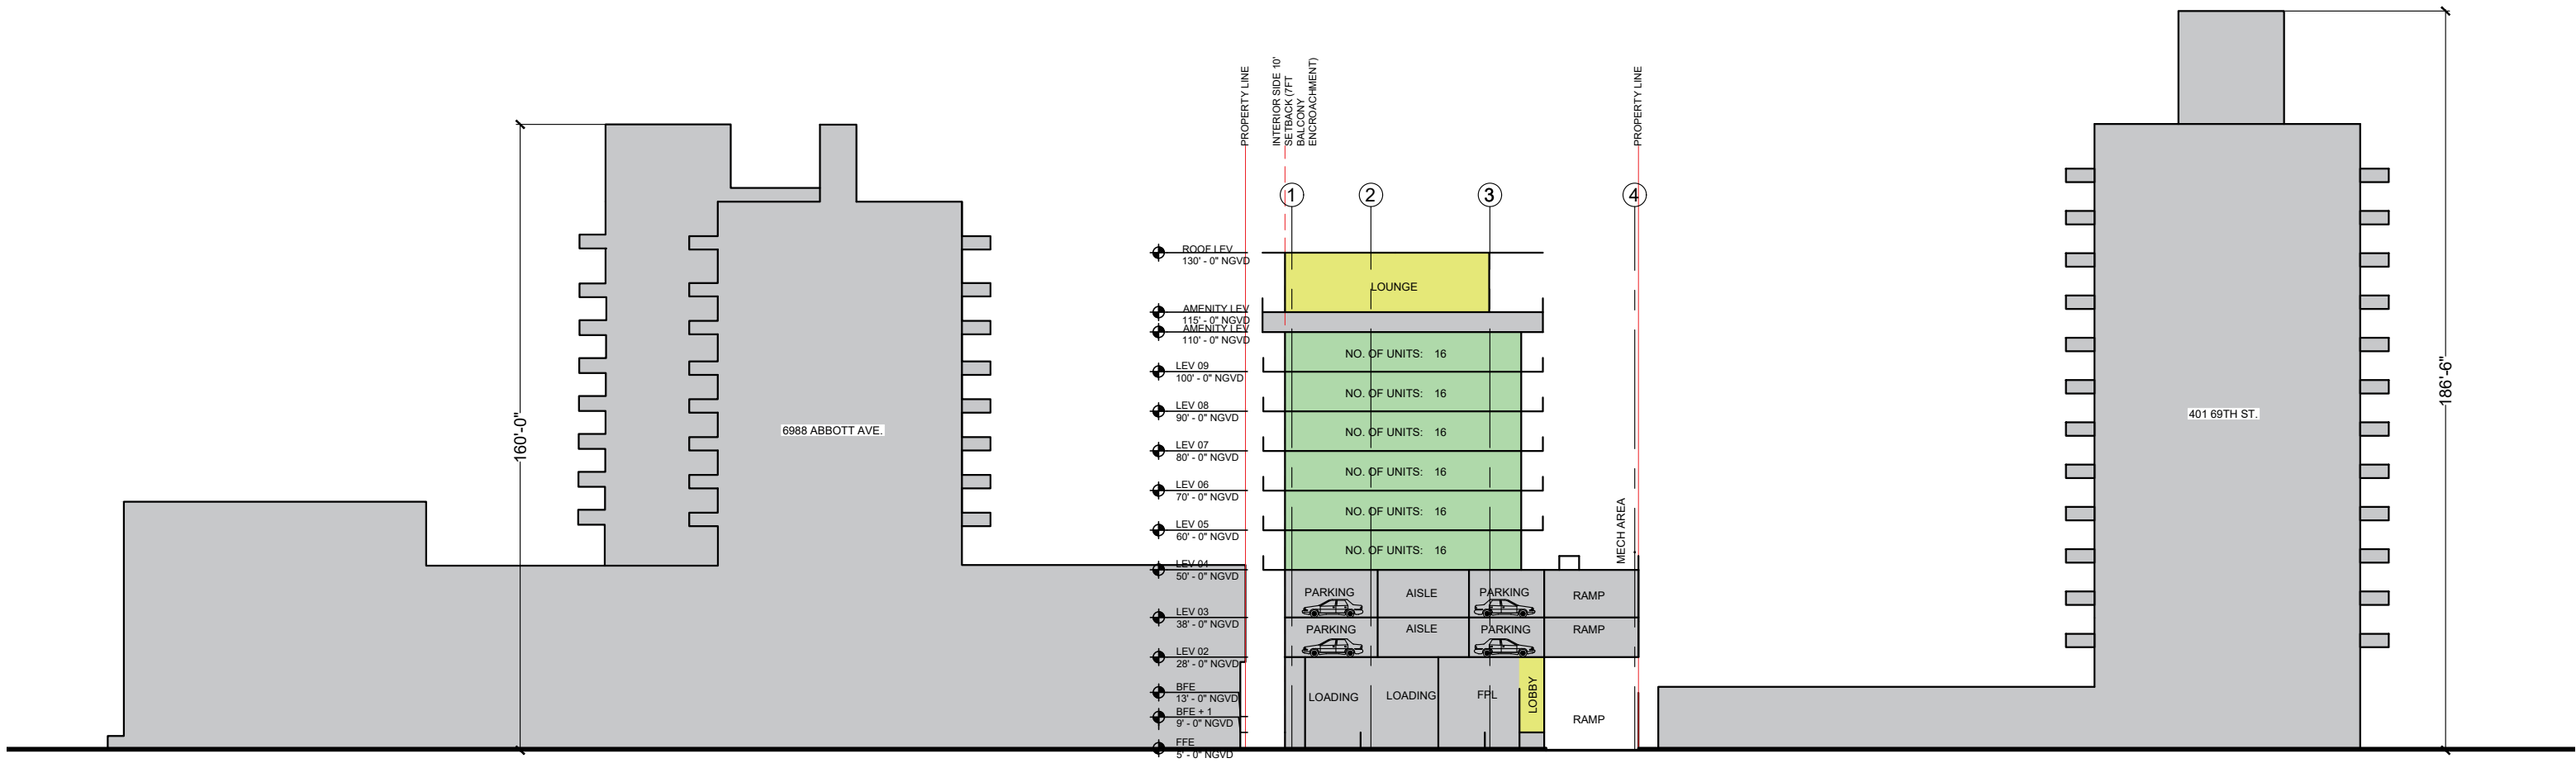 PROPERTY LINE
INTERIOR SIDE 10'
SETBACK (7FT
BALCONY
ENCROACHMENT)
PROPERTY LINE
1
2
3
4
160'-0"
6988 ABBOTT AVE.
ROOF LEV
130' - 0" NGVD
LOUNGE
AMENITY LEV
115' - 0" NGVD
AMENITY LEV
110' - 0" NGVD
NO. OF UNITS: 16
LEV 09
100' - 0" NGVD
NO. OF UNITS: 16
LEV 08
90' - 0" NGVD
NO. OF UNITS: 16
LEV 07
80' - 0" NGVD
NO. OF UNITS: 16
LEV 06
70' - 0" NGVD
NO. OF UNITS: 16
LEV 05
60' - 0" NGVD
NO. OF UNITS: 16
LEV 04
50' - 0" NGVD
MECH AREA
PARKING
AISLE
PARKING
RAMP
LEV 03
38' - 0" NGVD
PARKING
AISLE
PARKING
RAMP
LEV 02
28' - 0" NGVD
BFE
13' - 0" NGVD
LOADING
LOADING
FPL
LOBBY
BFE + 1
9' - 0" NGVD
RAMP
FFE
5' - 0" NGVD
401 69TH ST.
186'-6"